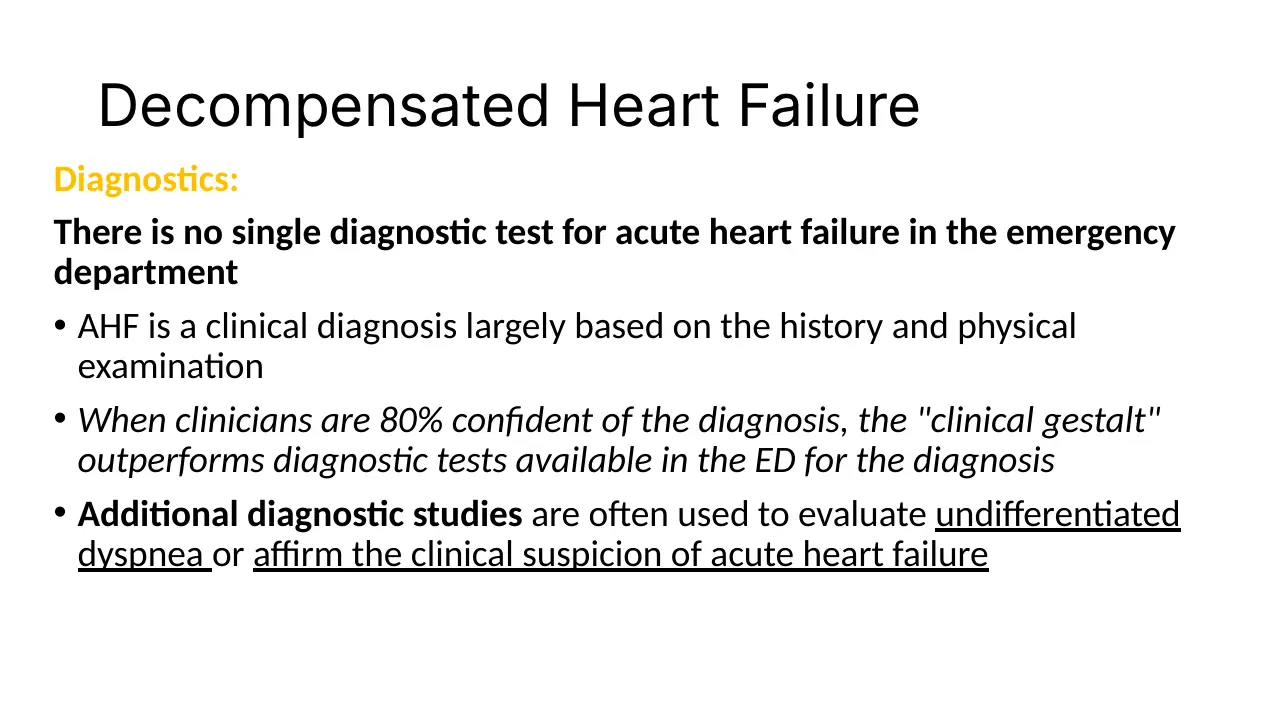 Decompensated Heart Failure
Diagnostics:
There is no single diagnostic test for acute heart failure in the emergency
department
• AHF is a clinical diagnosis largely based on the history and physical
examination
• When clinicians are 80% confident of the diagnosis, the "clinical gestalt"
outperforms diagnostic tests available in the ED for the diagnosis
• Additional diagnostic studies are often used to evaluate undifferentiated
dyspnea or affirm the clinical suspicion of acute heart failure